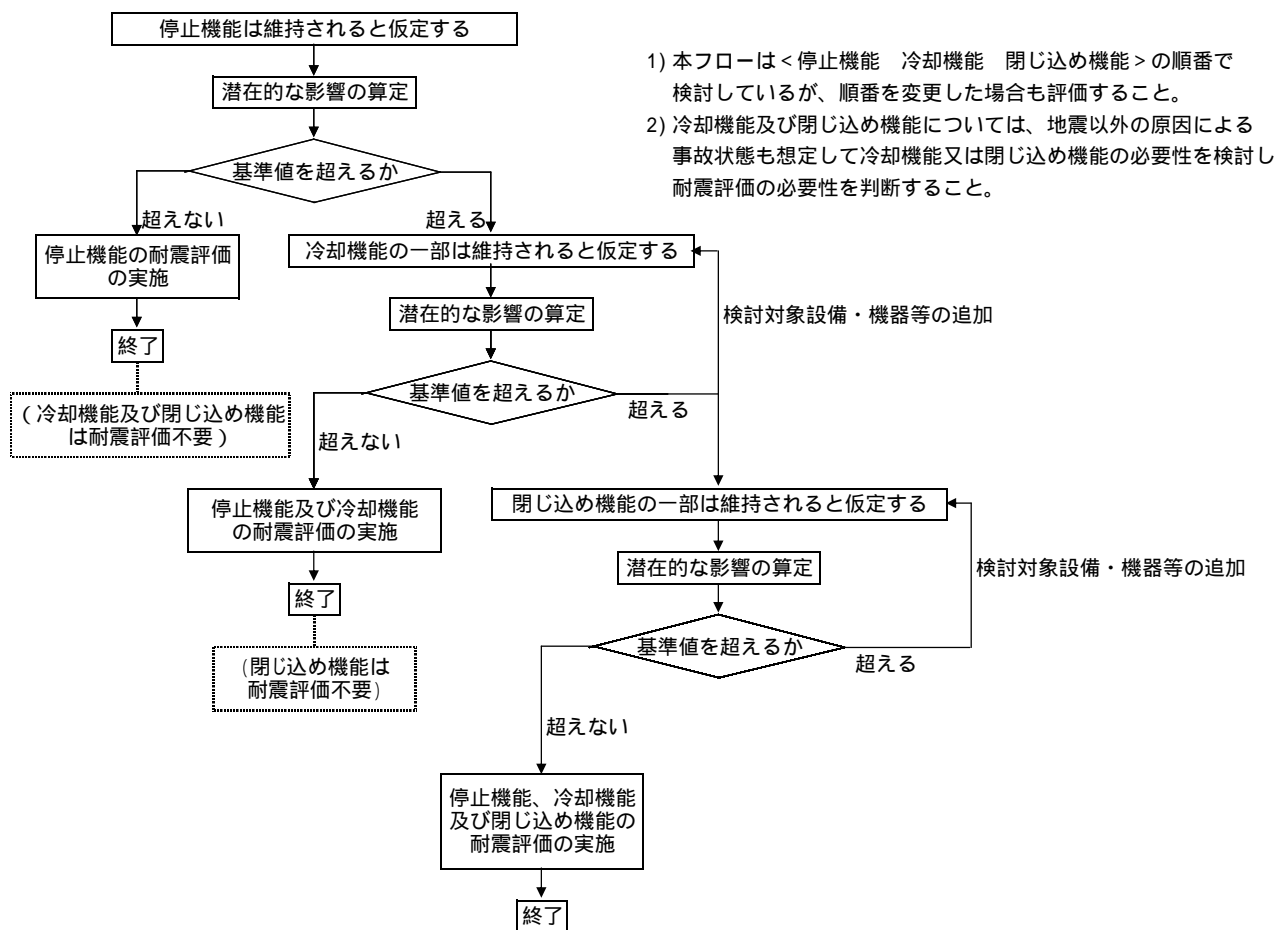 停止機能は維持されると仮定する
潜在的な影響の算定
基準値を超えるか
超えない
超える
停止機能の耐震評価
の実施
終了
(冷却機能及び閉じ込め機能
は耐震評価不要)
1) 本フローは<停止機能　冷却機能　閉じ込め機能>の順番で
検討しているが、順番を変更した場合も評価すること。
2) 冷却機能及び閉じ込め機能については、地震以外の原因による
事故状態も想定して冷却機能又は閉じ込め機能の必要性を検討し
耐震評価の必要性を判断すること。
冷却機能の一部は維持されると仮定する
潜在的な影響の算定
検討対象設備・機器等の追加
基準値を超えるか
超える
超えない
停止機能及び冷却機能
の耐震評価の実施
終了
(閉じ込め機能は
耐震評価不要)
閉じ込め機能の一部は維持されると仮定する
潜在的な影響の算定
検討対象設備・機器等の追加
基準値を超えるか
超える
超えない
停止機能、冷却機能
及び閉じ込め機能の
耐震評価の実施
終了